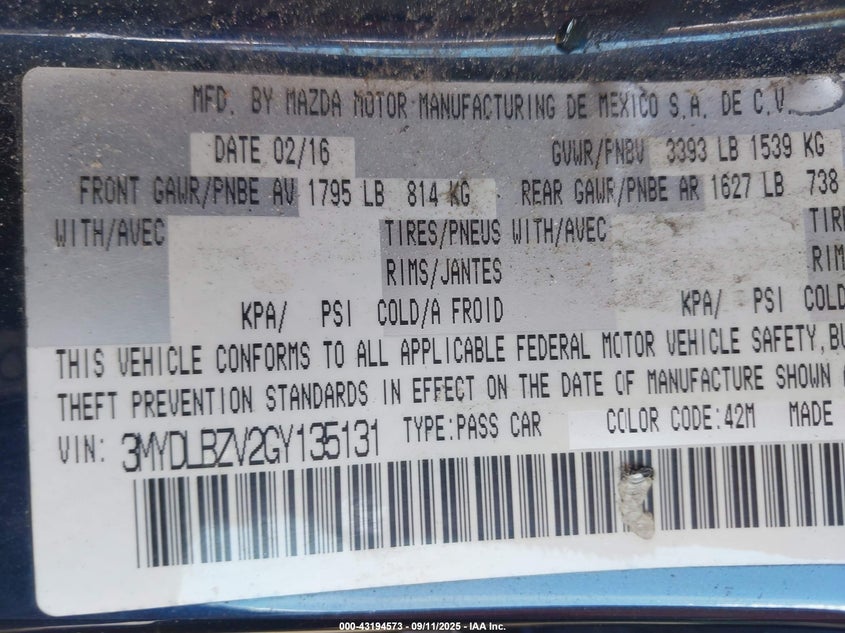 MFD. BY MAZDA MOTOR MANUFACTURING DE MEXICO S.A. DE C.V.
DATE 02/16 GVWR/PNBV 3393 LB 1539 KG
FRONT GAWR/PNBE AV 1795 LB 814 KG REAR GAWR/PNBE AR 1627 LB 738
WITH/AVEC TIRES/PNEUS WITH/AVEC TIR
RIMS/JANTES RIM
KPA/ PSI COLD/A FROID KPA/ PSI COLD
THIS VEHICLE CONFORMS TO ALL APPLICABLE FEDERAL MOTOR VEHICLE SAFETY, BU
THEFT PREVENTION STANDARDS IN EFFECT ON THE DATE OF MANUFACTURE SHOWN
VIN: 3MYDLBZV2GY135131 TYPE:PASS CAR COLOR CODE:42M MADE
000-43194573 - 09/11/2025 - IAA Inc.